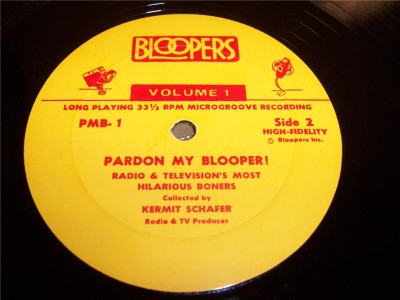 BLOOPERS
VOLUME 1
LONG PLAYING 33⅓ RPM MICROGROOVE RECORDING
PMB-1
Side 2
HIGH-FIDELITY
© Bloopers Inc.
PARDON MY BLOOPER!
RADIO & TELEVISION'S MOST
HILARIOUS BONERS
Collected by
KERMIT SCHAFER
Radio & TV Producer